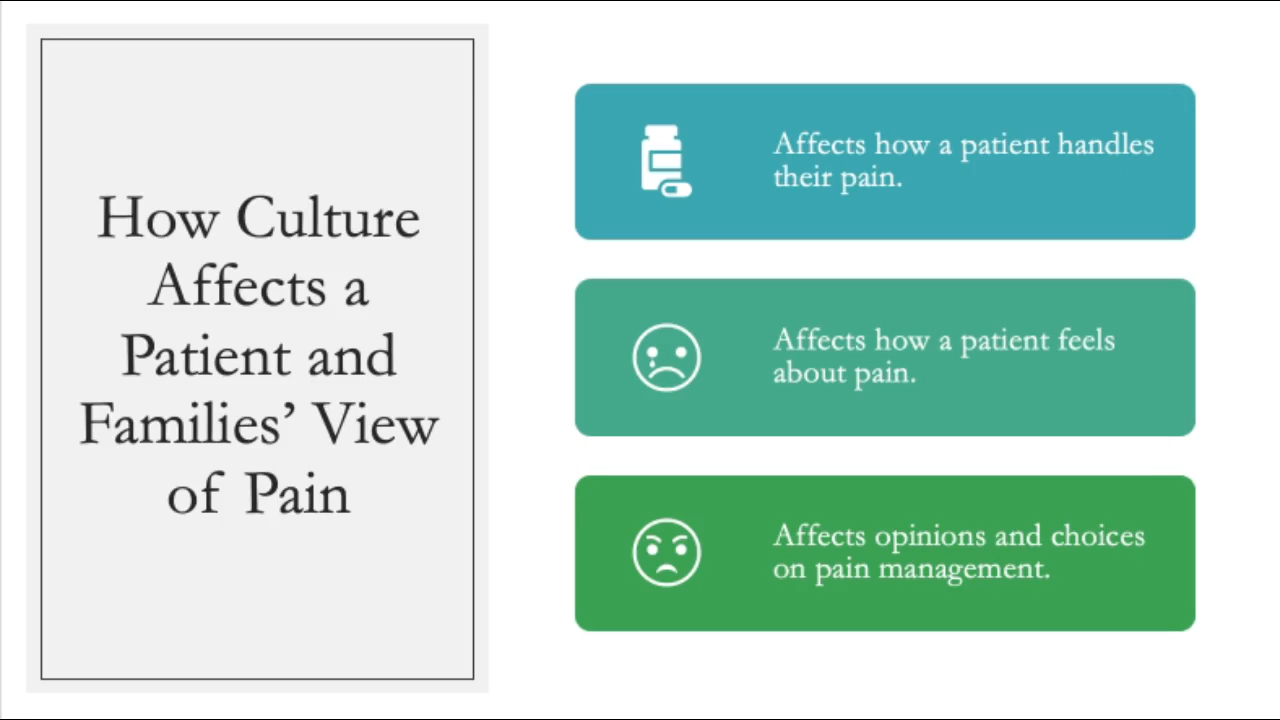 How Culture
Affects a
Patient and
Families’ View
of Pain
Affects how a patient handles
their pain.
Affects how a patient feels
about pain.
Affects opinions and choices
on pain management.